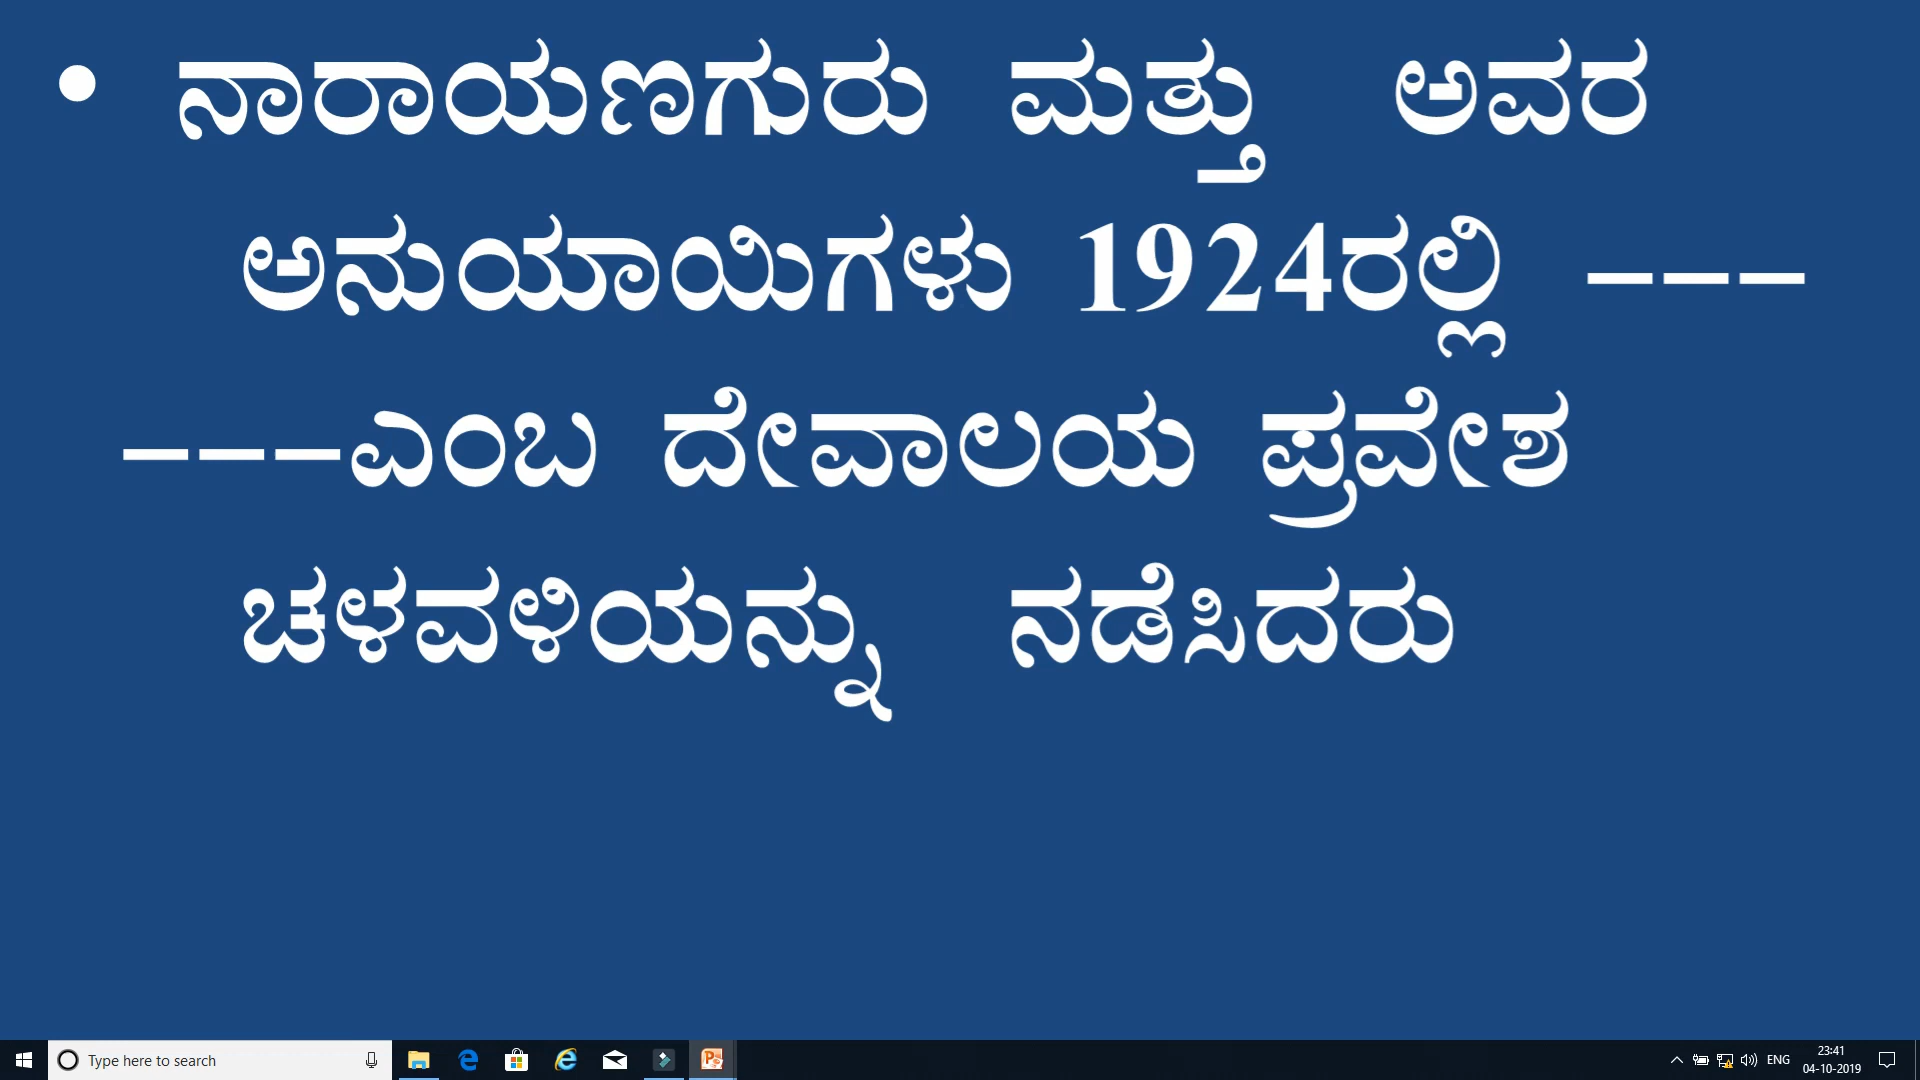 • ನಾರಾಯಣಗುರು ಮತ್ತು ಅವರ
ಅನುಯಾಯಿಗಳು 1924ರಲ್ಲಿ ---
---ಎಂಬ ದೇವಾಲಯ ಪ್ರವೇಶ
ಚಳವಳಿಯನ್ನು ನಡೆಸಿದರು
Type here to search
ENG
23:41
04-10-2019